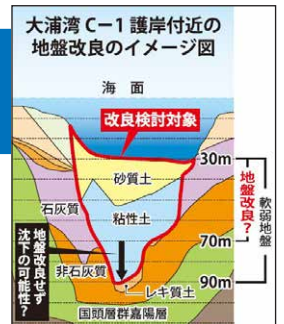 大浦湾 C－1 護岸付近の
地盤改良のイメージ図
海 面
改良検討対象
砂質土
粘性土
石灰質
非石灰質
レキ質土
国頭層群嘉陽層
30m
70m
90m
地盤改良？
軟弱地盤
地盤改良せず
沈下の可能性？